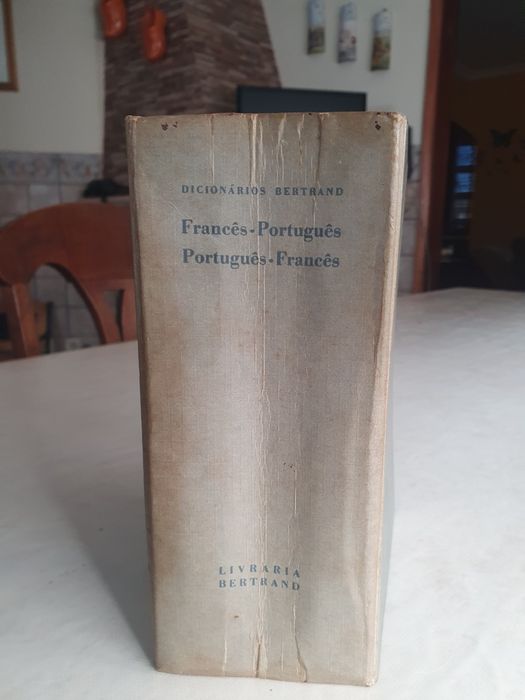 DICIONÁRIOS BERTRAND
Francês-Português
Português-Francês
LIVRARIA
BERTRAND